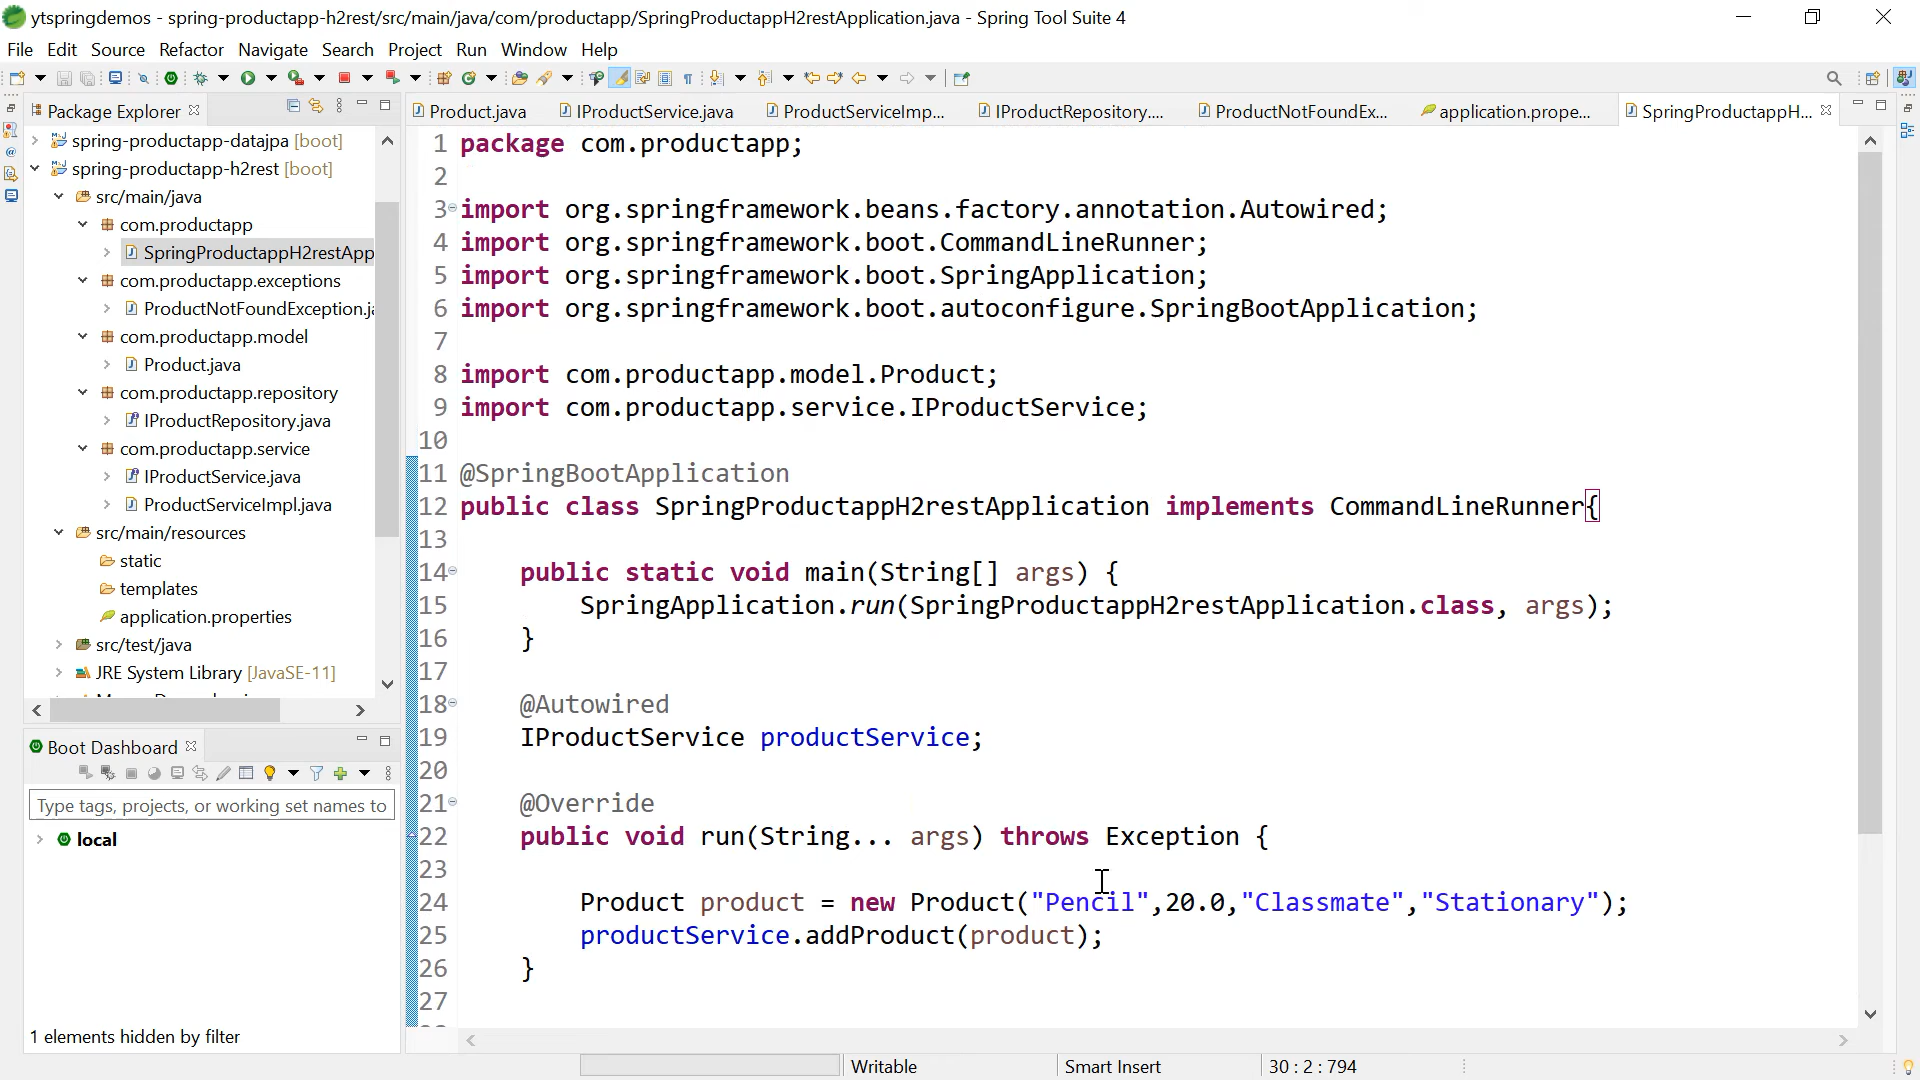 ytspringdemos - spring-productapp-h2rest/src/main/java/com/productapp/SpringProductappH2restApplication.java - Spring Tool Suite 4
File Edit Source Refactor Navigate Search Project Run Window Help
Package Explorer
Product.java IProductService.java ProductServiceImp... IProductRepository.... ProductNotFoundEx... application.prope... SpringProductappH...
spring-productapp-datajpa [boot]
spring-productapp-h2rest [boot]
src/main/java
com.productapp
SpringProductappH2restApp
com.productapp.exceptions
ProductNotFoundException.ja
com.productapp.model
Product.java
com.productapp.repository
IProductRepository.java
com.productapp.service
IProductService.java
ProductServiceImpl.java
src/main/resources
static
templates
application.properties
src/test/java
JRE System Library [JavaSE-11]
Boot Dashboard
Type tags, projects, or working set names to
local
1 elements hidden by filter
1 package com.productapp;
2
3 import org.springframework.beans.factory.annotation.Autowired;
4 import org.springframework.boot.CommandLineRunner;
5 import org.springframework.boot.SpringApplication;
6 import org.springframework.boot.autoconfigure.SpringBootApplication;
7
8 import com.productapp.model.Product;
9 import com.productapp.service.IProductService;
10
11 @SpringBootApplication
12 public class SpringProductappH2restApplication implements CommandLineRunner{
13
14 public static void main(String[] args) {
15 SpringApplication.run(SpringProductappH2restApplication.class, args);
16 }
17
18 @Autowired
19 IProductService productService;
20
21 @Override
22 public void run(String... args) throws Exception {
23
24 Product product = new Product("Pencil",20.0,"Classmate","Stationary");
25 productService.addProduct(product);
26 }
27
Writable Smart Insert 30 : 2 : 794